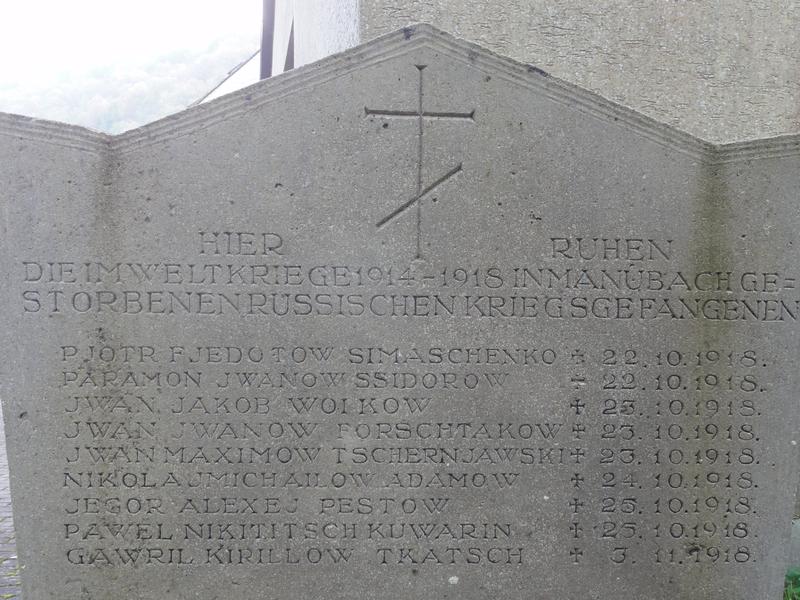 HIER RUHEN
DIE IM WELTKRIEGE 1914-1918 IN MANUBACH GE=
STORBENEN RUSSISCHEN KRIEGSGEFANGENEN
PJOTR FJEDOTOW SIMASCHENKO + 22.10.1918.
PARAMON JWANOW SSIDOROW + 22.10.1918.
JWAN JAKOB WOLKOW + 23.10.1918.
JWAN JWANOW FORSCHTAKOW + 23.10.1918.
JWAN MAXIMOW TSCHERNJAWSKI + 23.10.1918.
NIKOLAUMICHAILOW ADAMOW + 24.10.1918.
JEGOR ALEXEJ PESTOW + 25.10.1918.
PAWEL NIKITITSCH KUWARIN + 25.10.1918.
GAWRIL KIRILLOW TKATSCH + 3. 11.1918.